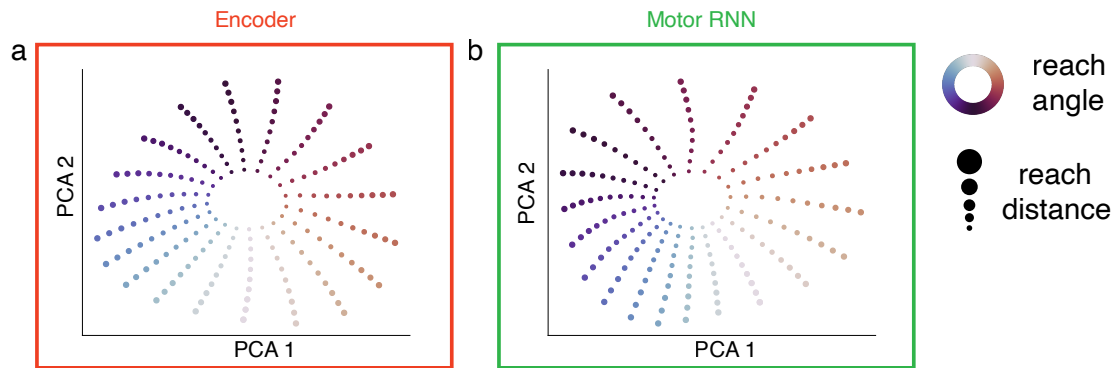 Encoder
Motor RNN
a
b
PCA 2
PCA 1
PCA 2
PCA 1
reach
angle
reach
distance